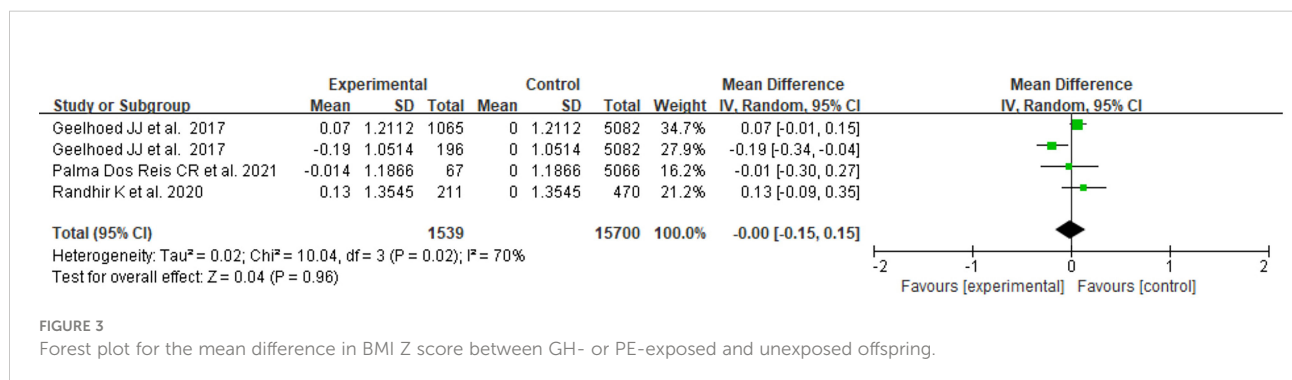 Experimental Control Mean Difference Mean Difference
Study or Subgroup Mean SD Total Mean SD Total Weight IV, Random, 95% CI IV, Random, 95% CI
Geelhoed JJ et al. 2017 0.07 1.2112 1065 0 1.2112 5082 34.7% 0.07 [-0.01, 0.15]
Geelhoed JJ et al. 2017 -0.19 1.0514 196 0 1.0514 5082 27.9% -0.19 [-0.34, -0.04]
Palma Dos Reis CR et al. 2021 -0.014 1.1866 67 0 1.1866 5066 16.2% -0.01 [-0.30, 0.27]
Randhir K et al. 2020 0.13 1.3545 211 0 1.3545 470 21.2% 0.13 [-0.09, 0.35]
Total (95% CI) 1539 15700 100.0% -0.00 [-0.15, 0.15]
Heterogeneity: Tau² = 0.02; Chi² = 10.04, df = 3 (P = 0.02); I² = 70%
Test for overall effect: Z = 0.04 (P = 0.96)
-2 -1 0 1 2
Favours [experimental] Favours [control]
FIGURE 3
Forest plot for the mean difference in BMI Z score between GH- or PE-exposed and unexposed offspring.